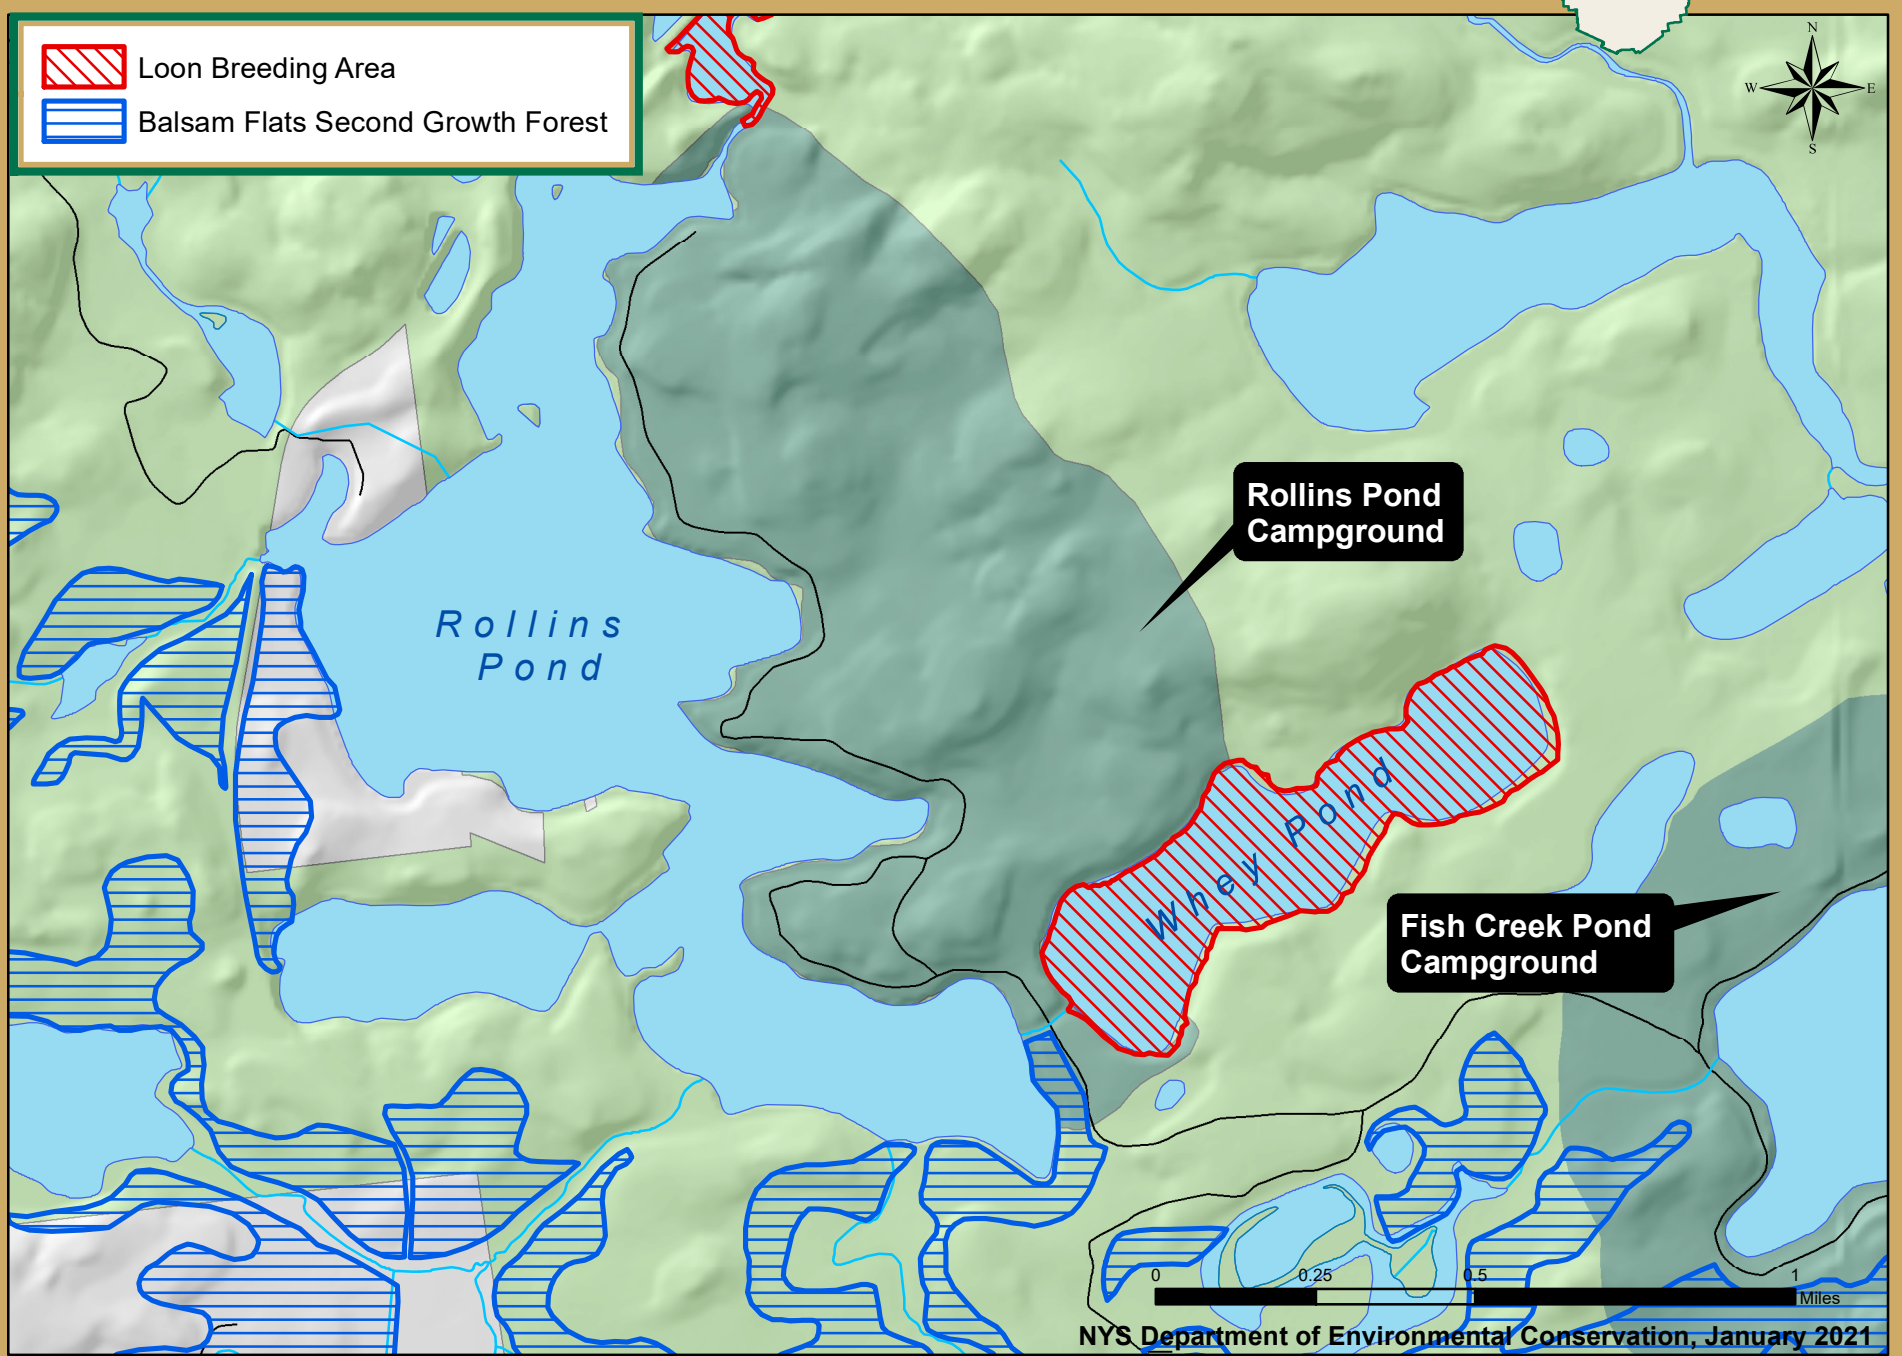 Loon Breeding Area
Balsam Flats Second Growth Forest
N
W
E
S
Rollins Pond
Campground
Rollins
Pond
Whey Pond
Fish Creek Pond
Campground
0
0.25
0.5
1
Miles
NYS Department of Environmental Conservation, January 2021